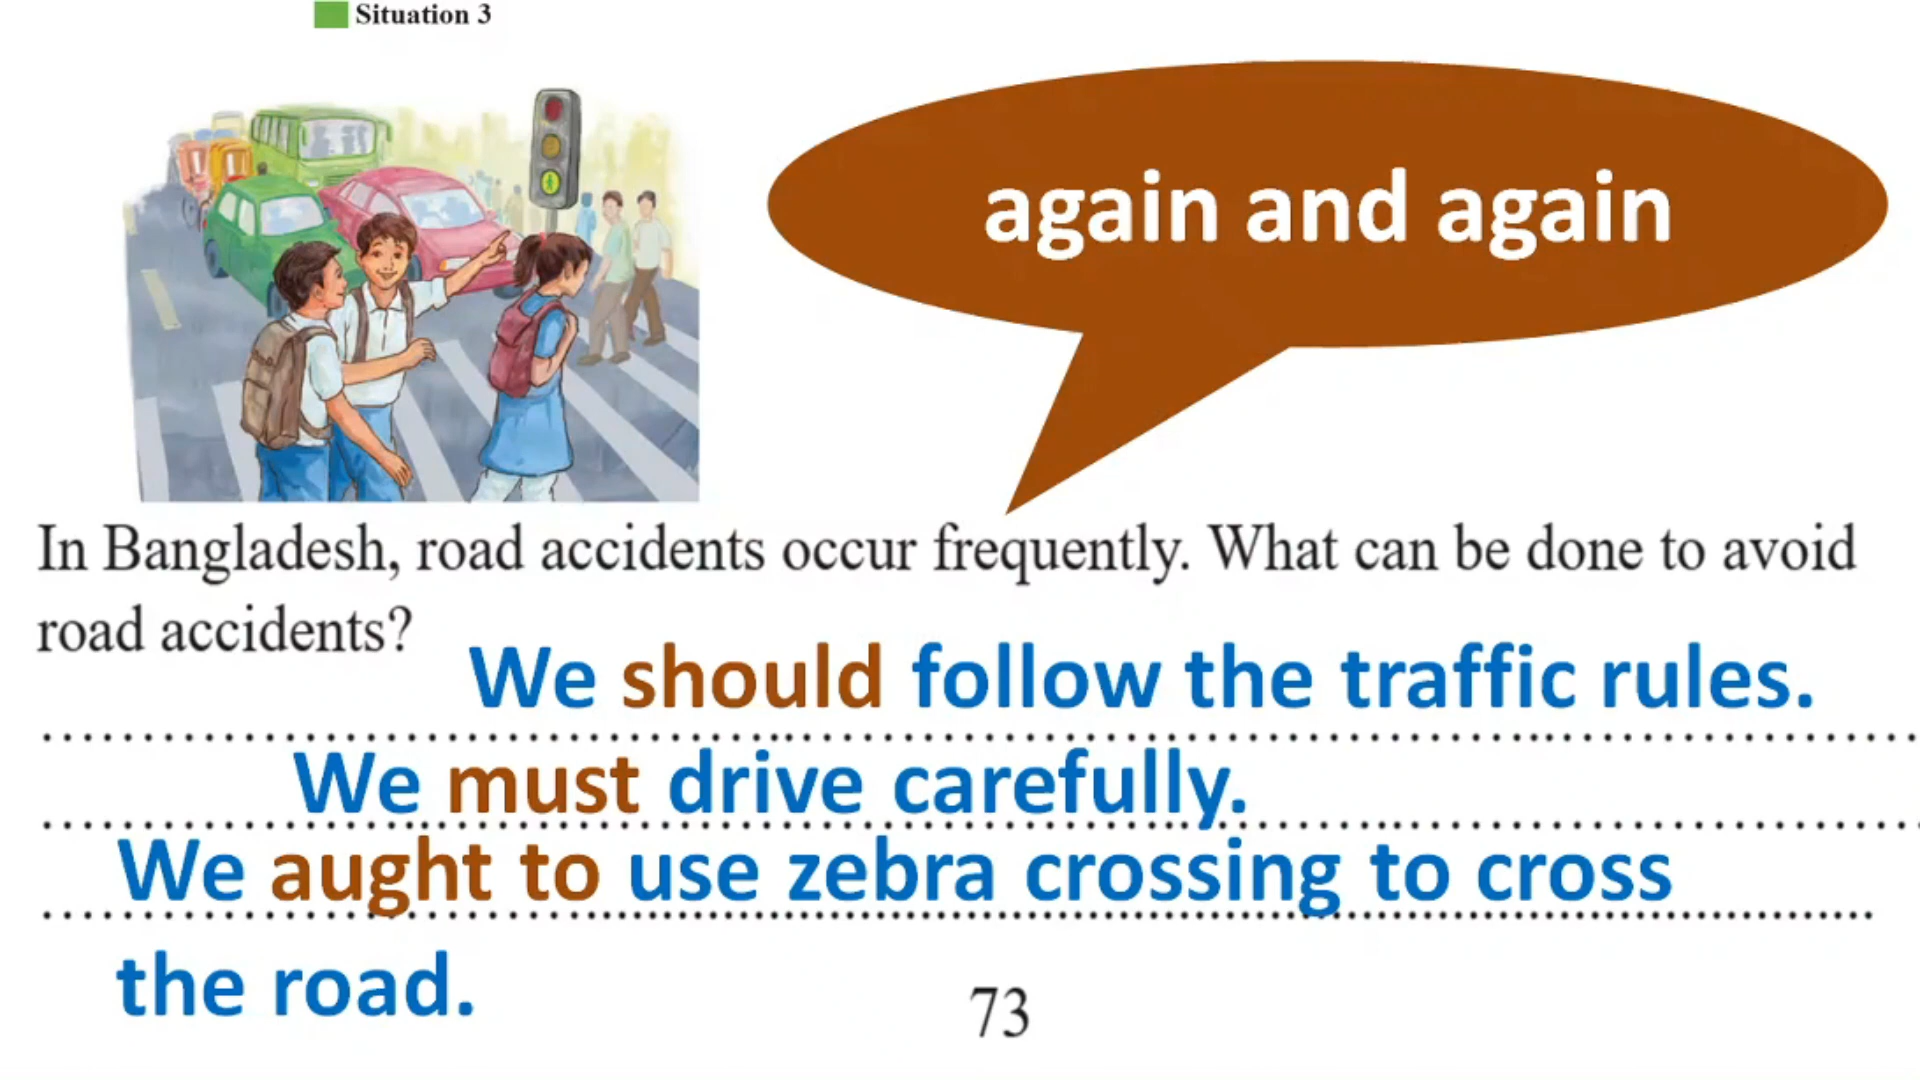 Situation 3
again and again
In Bangladesh, road accidents occur frequently. What can be done to avoid
road accidents?
We should follow the traffic rules.
We must drive carefully.
We aught to use zebra crossing to cross
the road.
73